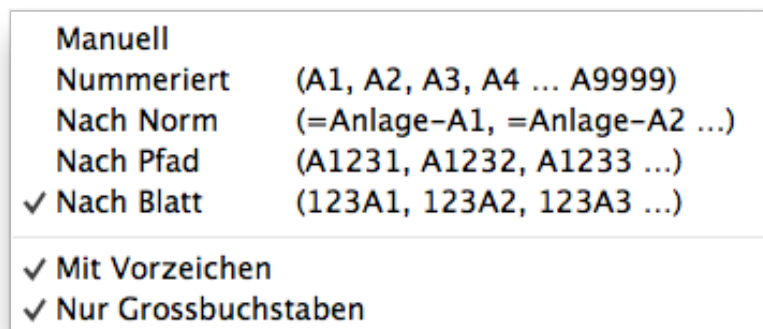 Manuell
Nummeriert (A1, A2, A3, A4 ... A9999)
Nach Norm (=Anlage-A1, =Anlage-A2 ...)
Nach Pfad (A1231, A1232, A1233 ...)
✓ Nach Blatt (123A1, 123A2, 123A3 ...)
✓ Mit Vorzeichen
✓ Nur Grossbuchstaben